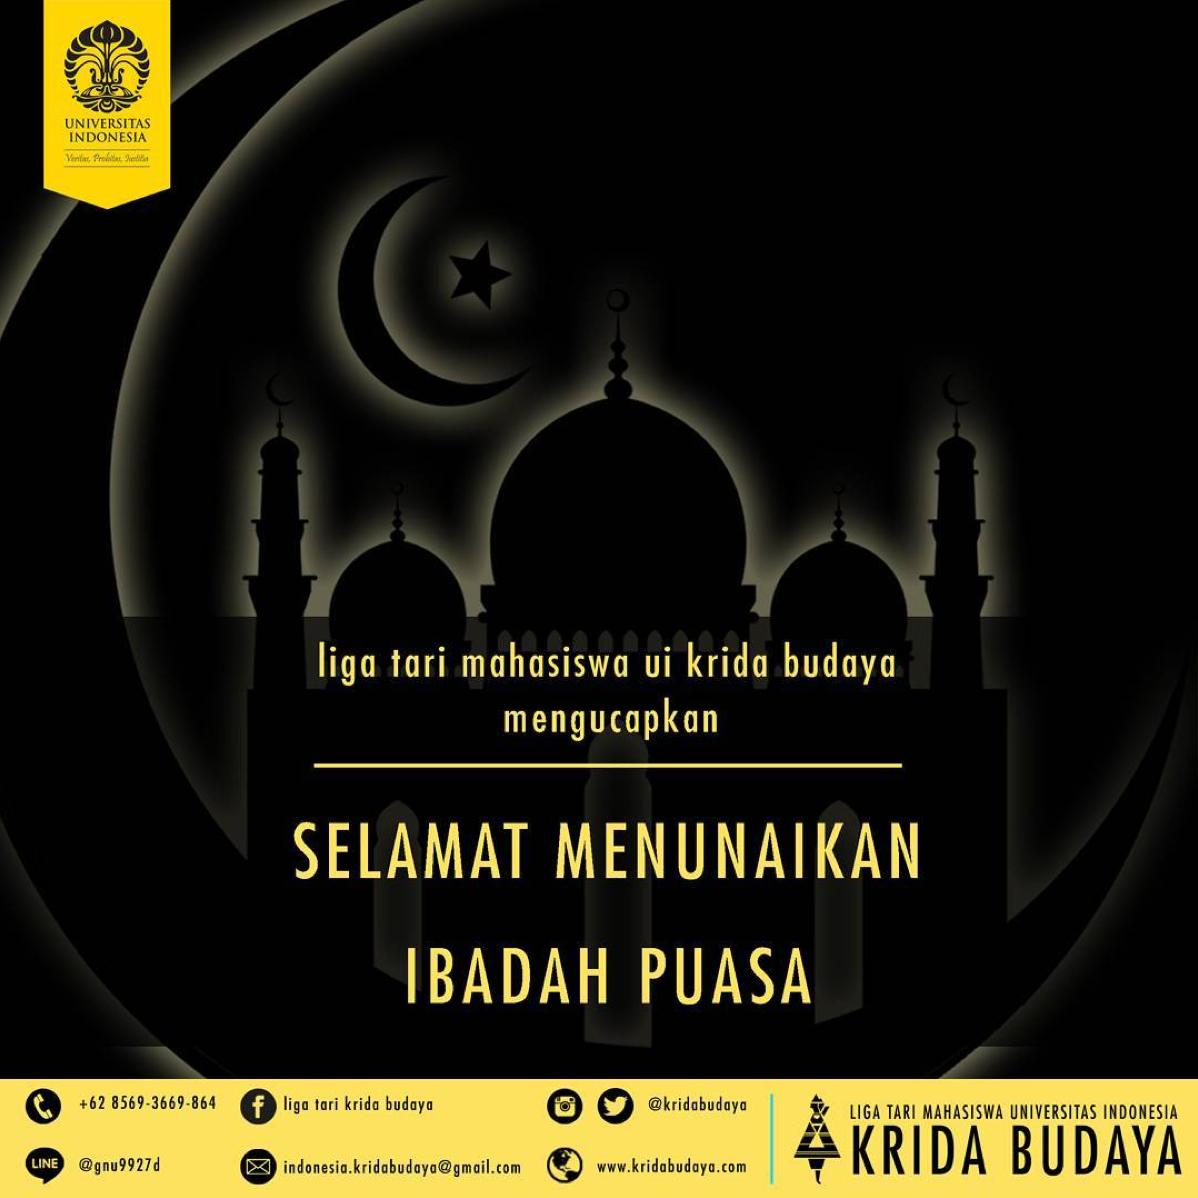 UNIVERSITAS
INDONESIA
Veritas, Probitas, Justitia
liga tari mahasiswa ui krida budaya
mengucapkan
SELAMAT MENUNAIKAN
IBADAH PUASA
+62 8569-3669-864
liga tari krida budaya
@kridabudaya
LINE
@gnu9927d
indonesia.kridabudaya@gmail.com
www.kridabudaya.com
LIGA TARI MAHASISWA UNIVERSITAS INDONESIA
KRIDA BUDAYA